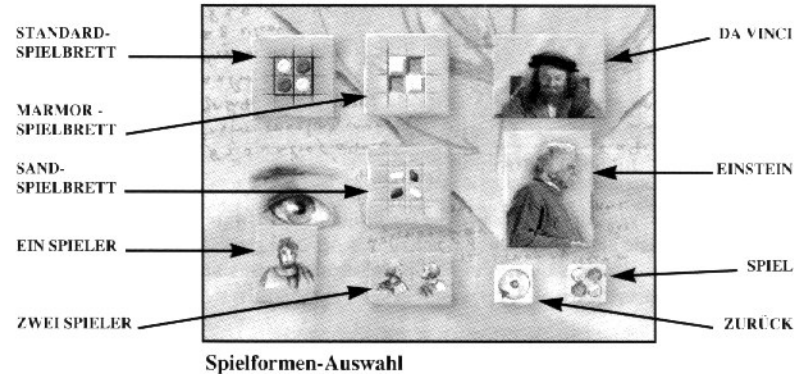 STANDARD-
SPIELBRETT
MARMOR -
SPIELBRETT
SAND-
SPIELBRETT
EIN SPIELER
ZWEI SPIELER
DA VINCI
EINSTEIN
SPIEL
ZURÜCK
Spielformen-Auswahl